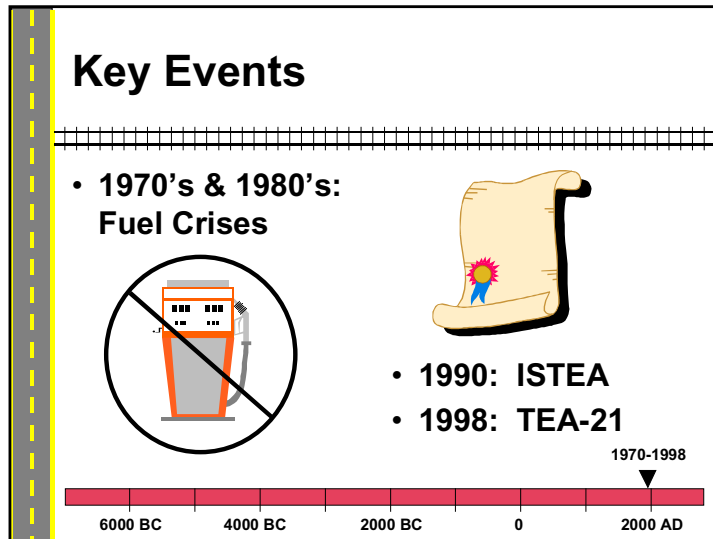 Key Events
• 1970's & 1980's:
Fuel Crises
• 1990: ISTEA
• 1998: TEA-21
1970-1998
6000 BC 4000 BC 2000 BC 0 2000 AD